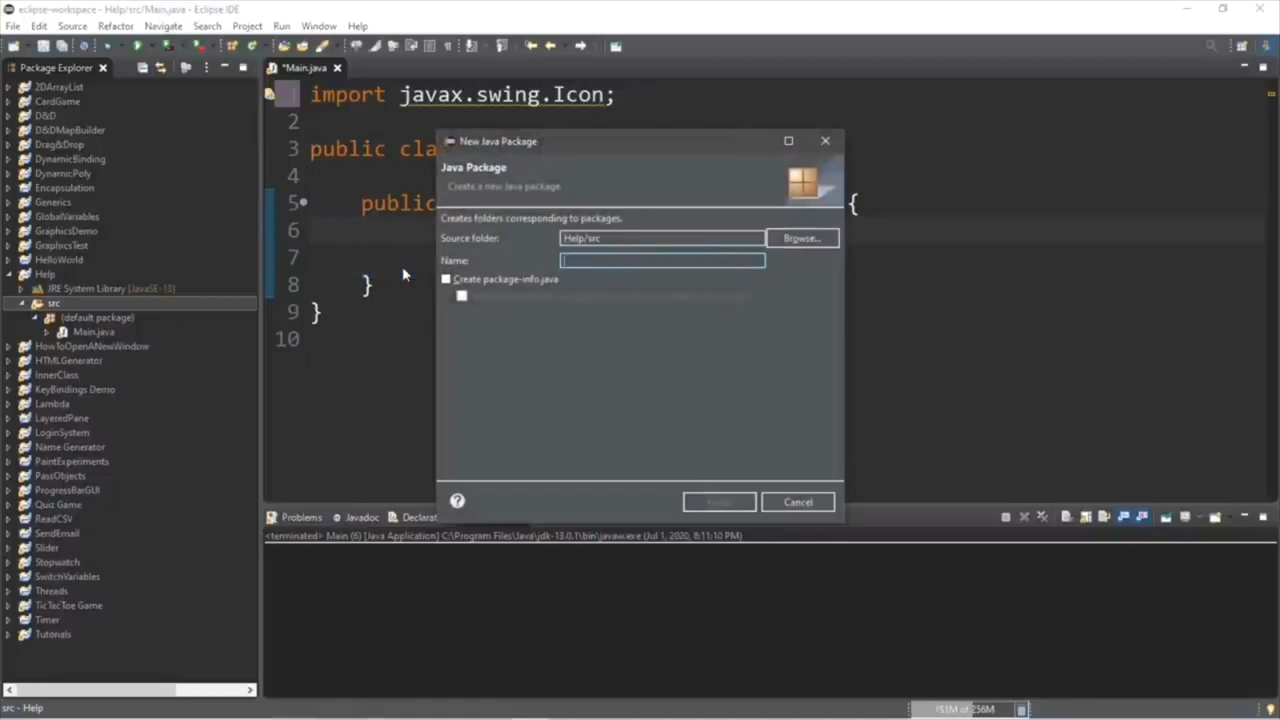 eclipse-workspace - Help/src/Main.java - Eclipse IDE
File Edit Source Refactor Navigate Search Project Run Window Help
Package Explorer
*Main.java
2DArrayList
CardGame
D&D
D&DMapBuilder
Drag&Drop
DynamicBinding
DynamicPoly
Encapsulation
Generics
GlobalVariables
GraphicsDemo
GraphicsTest
HelloWorld
Help
JRE System Library [JavaSE-13]
src
(default package)
Main.java
HowToOpenANewWindow
HTMLGenerator
InnerClass
KeyBindings Demo
Lambda
LayeredPane
LoginSystem
Name Generator
PaintExperiments
PassObjects
ProgressBarGUI
Quiz Game
ReadCSV
SendEmail
Slider
Stopwatch
SwitchVariables
Threads
TicTacToe Game
Timer
Tutorials
1 import javax.swing.Icon;
2
3 public cla
4
5 public {
6
7
8 }
9 }
10
New Java Package
Java Package
Create a new Java package.
Creates folders corresponding to packages.
Source folder: Help/src Browse...
Name:
Create package-info.java
Cancel
Problems Javadoc Declarat
<terminated> Main (6) [Java Application] C:\Program Files\Java\jdk-13.0.1\bin\javaw.exe (Jul 1, 2020, 8:11:10 PM)
src - Help
151M of 256M